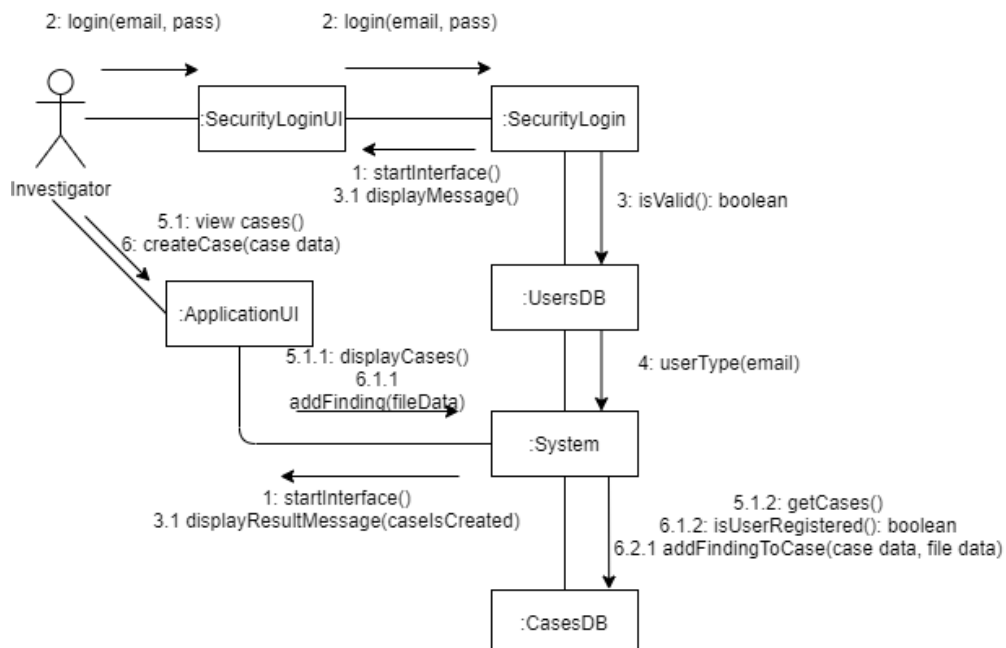 2: login(email, pass)
2: login(email, pass)
:SecurityLoginUI
:SecurityLogin
1: startInterface()
3.1 displayMessage()
Investigator
3: isValid(): boolean
5.1: view cases()
6: createCase(case data)
:UsersDB
:ApplicationUI
5.1.1: displayCases()
6.1.1
addFinding(fileData)
4: userType(email)
:System
1: startInterface()
3.1 displayResultMessage(caseIsCreated)
5.1.2: getCases()
6.1.2: isUserRegistered(): boolean
6.2.1 addFindingToCase(case data, file data)
:CasesDB